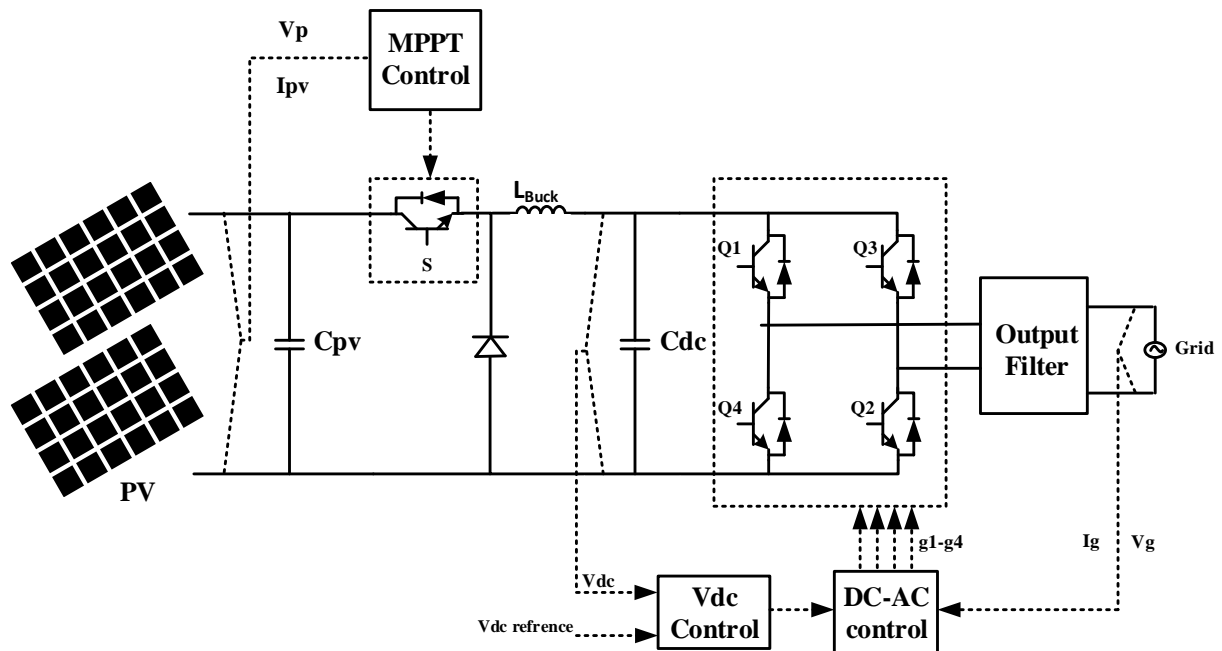 Vp
Ipv
MPPT
Control
S
LBuck
Cpv
Cdc
Q1
Q3
Q4
Q2
PV
Output
Filter
Grid
g1-g4
Ig
Vg
Vdc
Vdc refrence
Vdc
Control
DC-AC
control